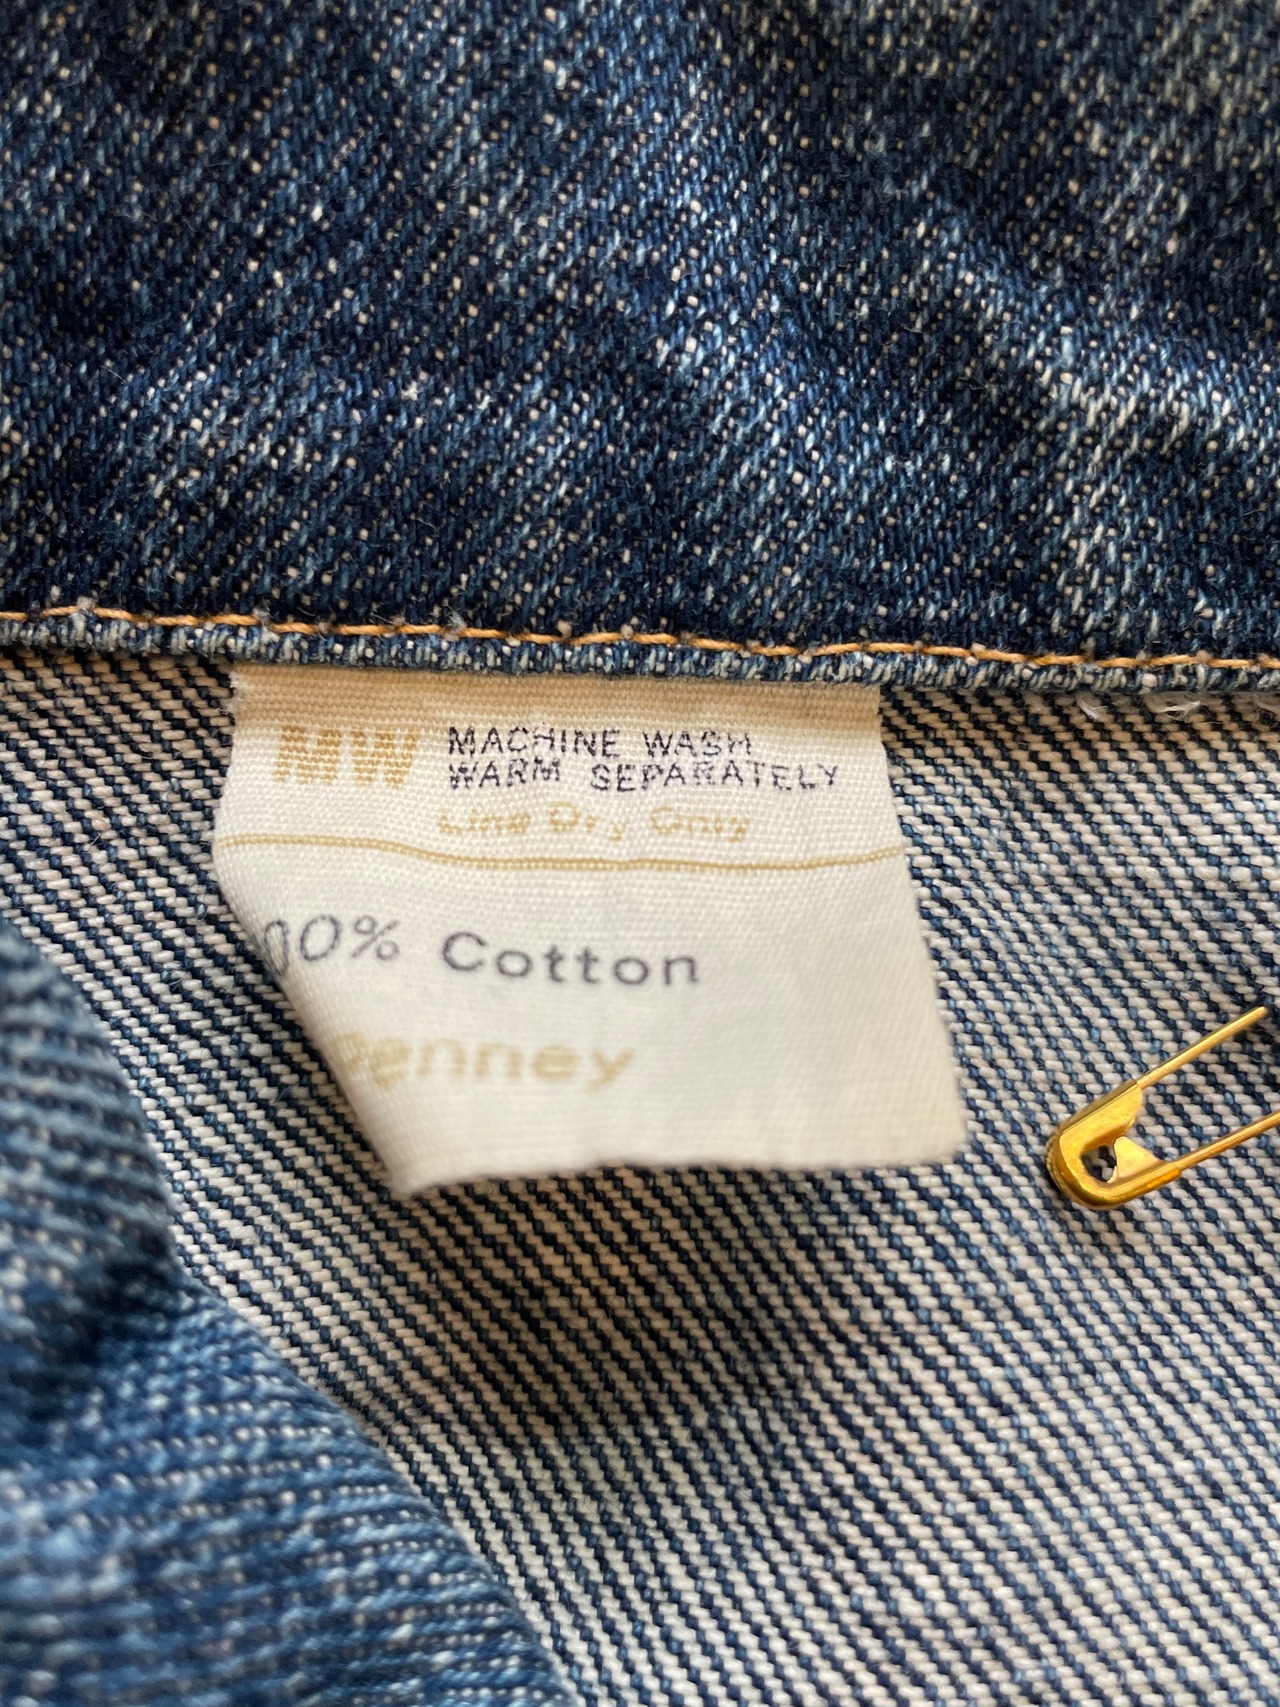 MW MACHINE WASH
WARM SEPARATELY
Line Dry Only
00% Cotton
Penney